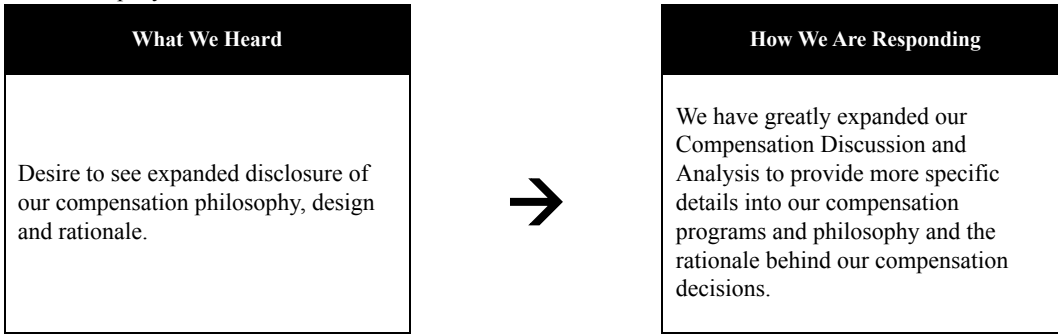 What We Heard
How We Are Responding
Desire to see expanded disclosure of
our compensation philosophy, design
and rationale.
→
We have greatly expanded our
Compensation Discussion and
Analysis to provide more specific
details into our compensation
programs and philosophy and the
rationale behind our compensation
decisions.